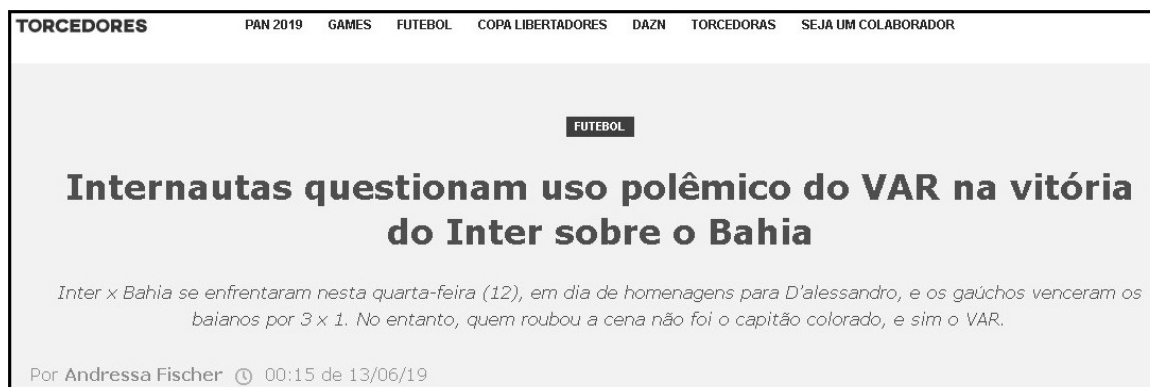 TORCEDORES PAN 2019 GAMES FUTEBOL COPA LIBERTADORES DAZN TORCEDORAS SEJA UM COLABORADOR
FUTEBOL
Internautas questionam uso polêmico do VAR na vitória
do Inter sobre o Bahia
Inter x Bahia se enfrentaram nesta quarta-feira (12), em dia de homenagens para D'alessandro, e os gaúchos venceram os
baianos por 3 x 1. No entanto, quem roubou a cena não foi o capitão colorado, e sim o VAR.
Por Andressa Fischer 00:15 de 13/06/19